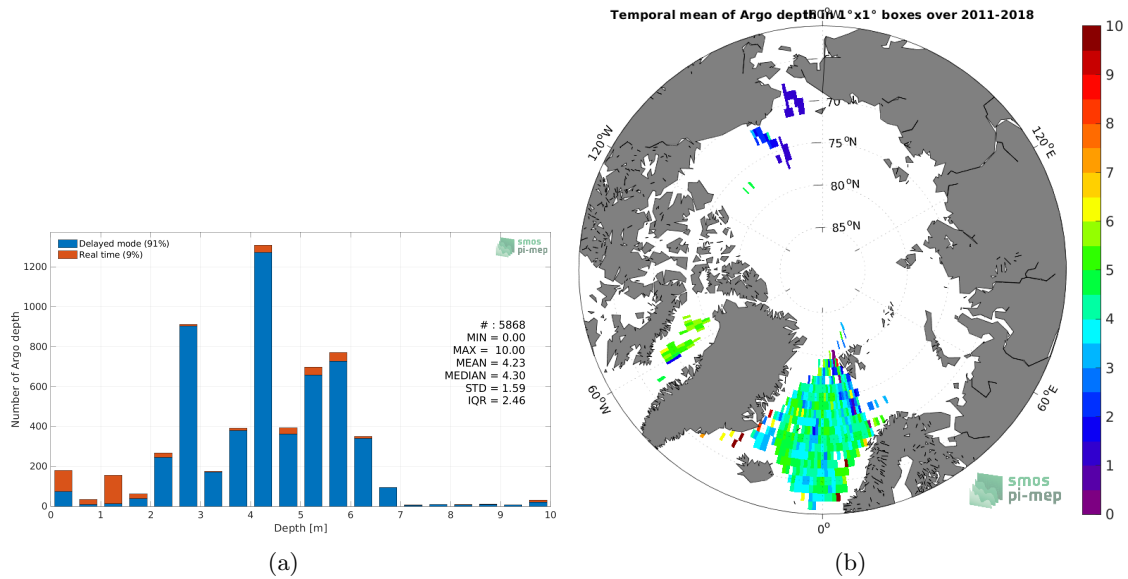 Temporal mean of Argo depth in 1°x1° boxes over 2011-2018
180°W
120°W
120°E
60°W
60°E
0°
70
75°N
80°N
85°N
10
9
8
7
6
5
4
3
2
1
0
smos
pi-mep
Delayed mode (91%)
Real time (9%)
smos
pi-mep
# : 5868
MIN = 0.00
MAX = 10.00
MEAN = 4.23
MEDIAN = 4.30
STD = 1.59
IQR = 2.46
Number of Argo depth
1200
1000
800
600
400
200
0
0 1 2 3 4 5 6 7 8 9 10
Depth [m]
(a)
(b)